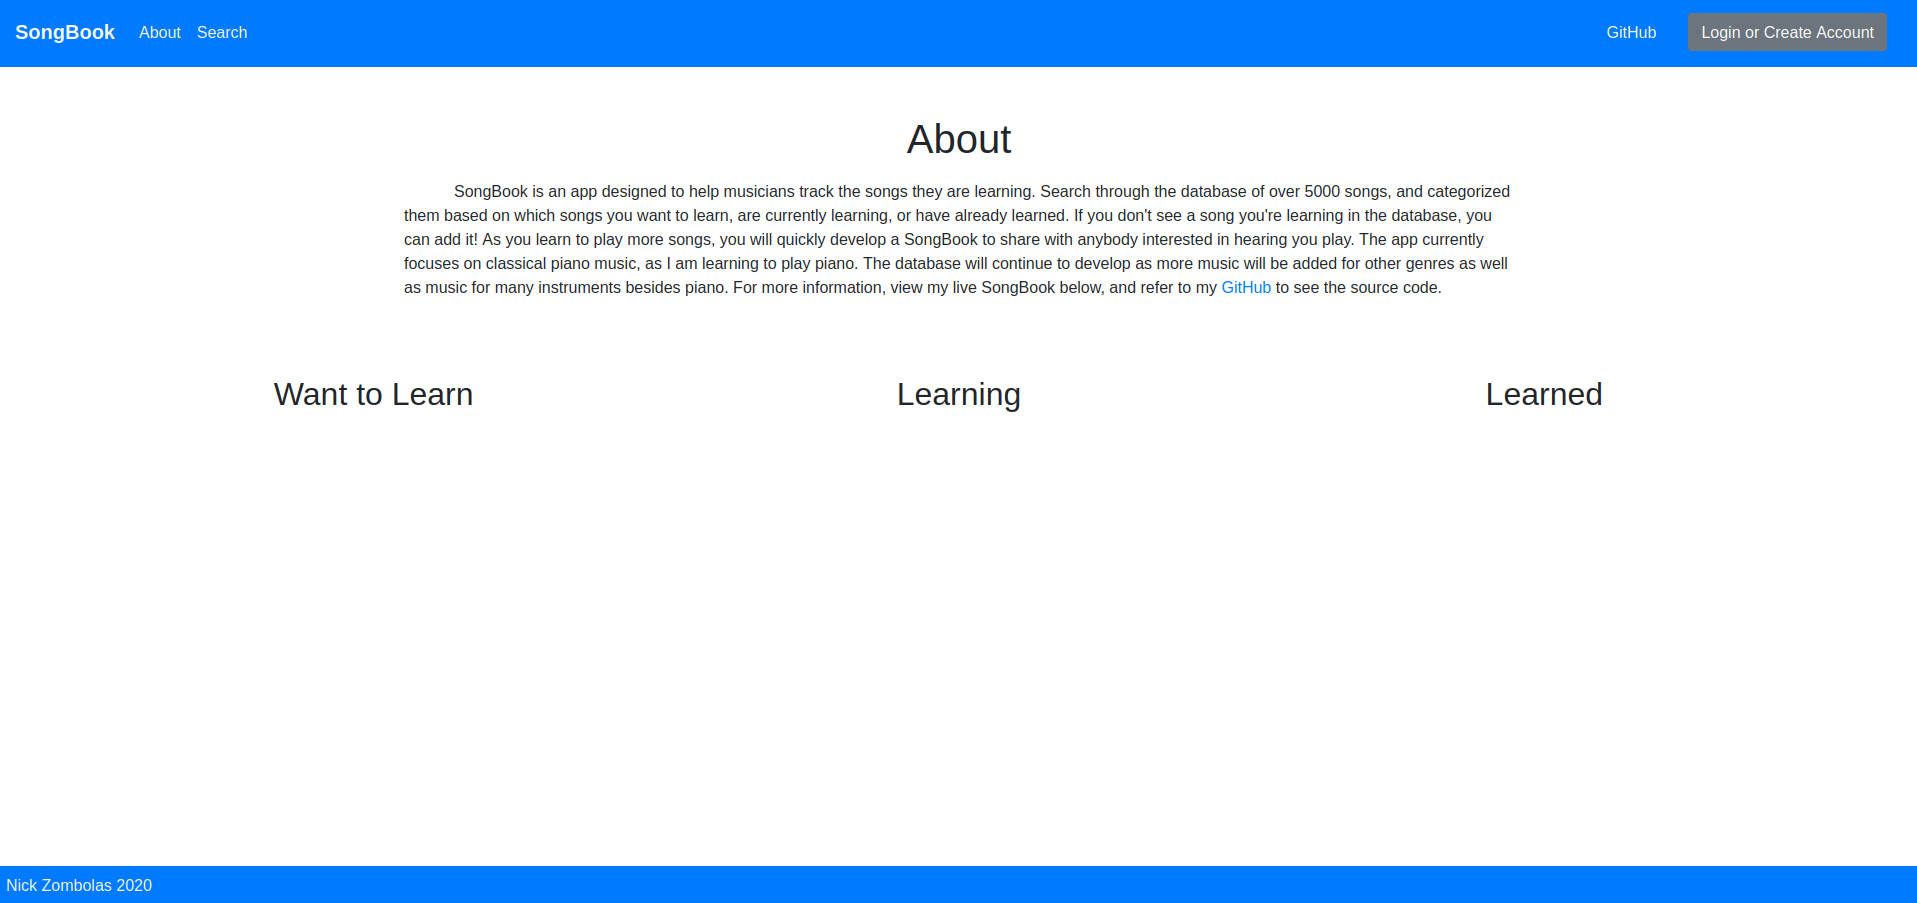 SongBook About Search GitHub Login or Create Account
About
SongBook is an app designed to help musicians track the songs they are learning. Search through the database of over 5000 songs, and categorized
them based on which songs you want to learn, are currently learning, or have already learned. If you don't see a song you're learning in the database, you
can add it! As you learn to play more songs, you will quickly develop a SongBook to share with anybody interested in hearing you play. The app currently
focuses on classical piano music, as I am learning to play piano. The database will continue to develop as more music will be added for other genres as well
as music for many instruments besides piano. For more information, view my live SongBook below, and refer to my GitHub to see the source code.
Want to Learn Learning Learned
Nick Zombolas 2020